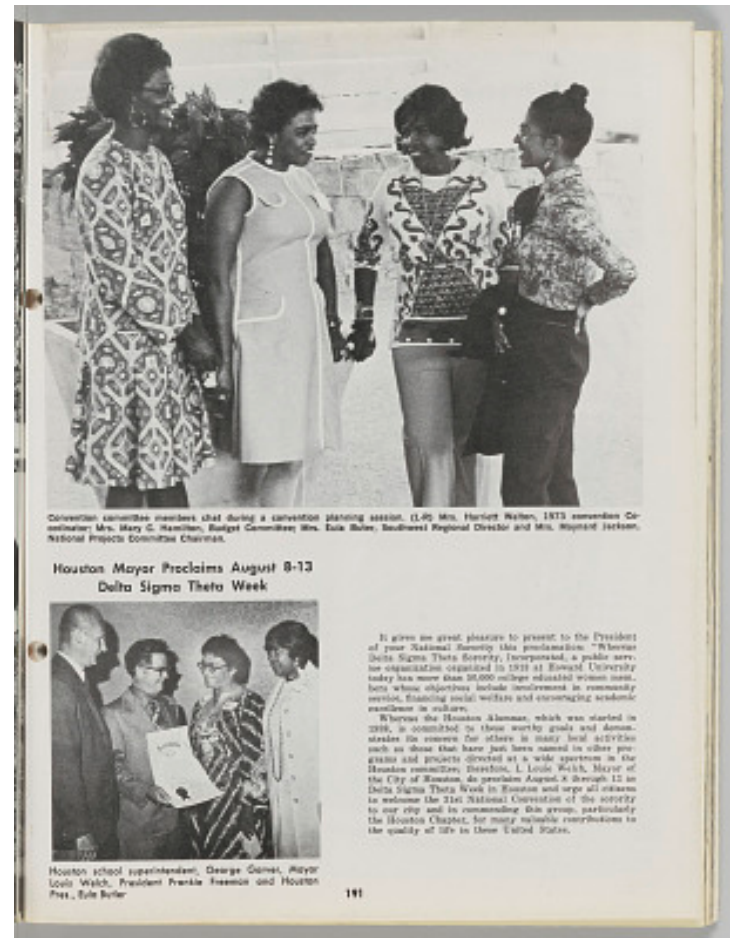 Convention committee members chat during a convention planning session. (L-R) Mrs. Harriett Walton, 1973 convention Co-
ordinator; Mrs. Mary G. Hamilton, Budget Committee; Mrs. Eula Butler, Southwest Regional Director and Mrs. Maynard Jackson,
National Projects Committee Chairman.
Houston Mayor Proclaims August 8-13
Delta Sigma Theta Week
Houston school superintendent, George Garver, Mayor
Louis Welch, President Frankie Freeman and Houston
Pres., Eula Butler
It gives me great pleasure to present to the President
of your National Sorority this proclamation: "Whereas
Delta Sigma Theta Sorority, Incorporated, a public serv-
ice organization organized in 1913 at Howard University
today has more than college educated women mem-
bers whose objectives include involvement in community
service, financing social welfare and encouraging academic
excellence in culture.
Whereas the Houston Alumnae, which was started in
is committed to these worthy goals and demon-
strates its concern for others in many local activities
such as those that have just been named in other pro-
grams and projects directed at a wide spectrum in the
Houston committee; therefore, I, Louie Welch, Mayor of
the City of Houston, do proclaim August 8 through 12 as
Delta Sigma Theta Week in Houston and urge all citizens
to welcome the 31st National Convention of the sorority
to our city and in commending this group, particularly
the Houston Chapter, for many valuable contributions to
the quality of life in these United States.
191